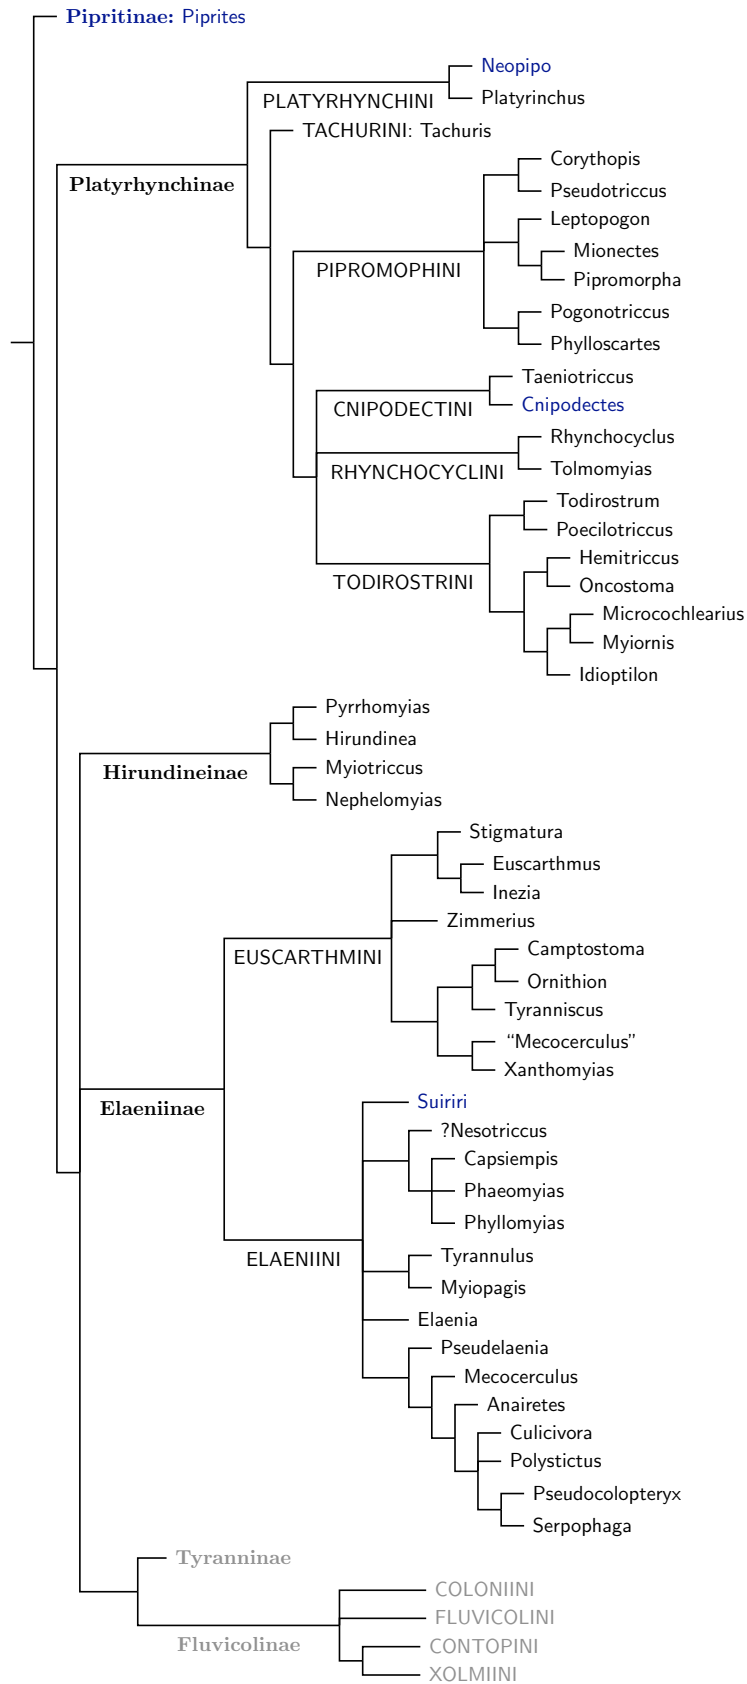 Pipritinae: Piprites
Neopipo
PLATYRHYNCHINI
Platyrinchus
TACHURINI: Tachuris
Corythopis
Platyrhynchinae
Pseudotriccus
Leptopogon
Mionectes
PIPROMOPHINI
Pipromorpha
Pogonotriccus
Phylloscartes
Taeniotriccus
CNIPODECTINI
Cnipodectes
Rhynchocyclus
RHYNCHOCYCLINI
Tolmomyias
Todirostrum
Poecilotriccus
Hemitriccus
TODIROSTRINI
Oncostoma
Microcochlearius
Myiornis
Idioptilon
Pyrrhomyias
Hirundinea
Hirundineinae
Myiotriccus
Nephelomyias
Stigmatura
Euscarthmus
Inezia
Zimmerius
EUSCARTHMINI
Camptostoma
Ornithion
Tyranniscus
“Mecocerculus”
Xanthomyias
Elaeniinae
Suiriri
?Nesotriccus
Capsiempis
Phaeomyias
Phyllomyias
ELAENIINI
Tyrannulus
Myiopagis
Elaenia
Pseudelaenia
Mecocerculus
Anairetes
Culicivora
Polystictus
Pseudocolopteryx
Serpophaga
Tyranninae
COLONIINI
FLUVICOLINI
Fluvicolinae
CONTOPINI
XOLMIINI